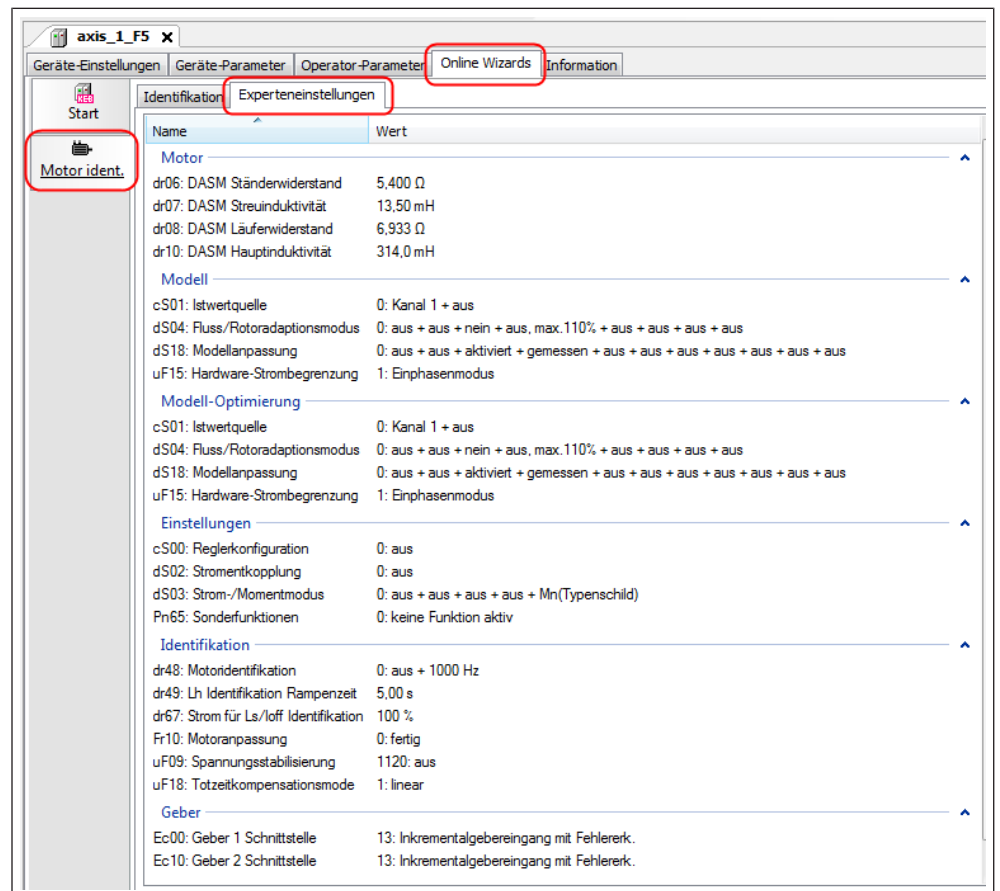 axis_1_F5 x
Geräte-Einstellungen Geräte-Parameter Operator-Parameter Online Wizards Information
KEB
Start
Motor ident.
Identifikation Experteneinstellungen
Name Wert
Motor
dr06: DASM Ständerwiderstand 5,400 Ω
dr07: DASM Streuinduktivität 13,50 mH
dr08: DASM Läuferwiderstand 6,933 Ω
dr10: DASM Hauptinduktivität 314,0 mH
Modell
cS01: Istwertquelle 0: Kanal 1 + aus
dS04: Fluss/Rotoradaptionsmodus 0: aus + aus + nein + aus, max.110% + aus + aus + aus + aus
dS18: Modellanpassung 0: aus + aus + aktiviert + gemessen + aus + aus + aus + aus + aus + aus + aus
uF15: Hardware-Strombegrenzung 1: Einphasenmodus
Modell-Optimierung
cS01: Istwertquelle 0: Kanal 1 + aus
dS04: Fluss/Rotoradaptionsmodus 0: aus + aus + nein + aus, max.110% + aus + aus + aus + aus
dS18: Modellanpassung 0: aus + aus + aktiviert + gemessen + aus + aus + aus + aus + aus + aus + aus
uF15: Hardware-Strombegrenzung 1: Einphasenmodus
Einstellungen
cS00: Reglerkonfiguration 0: aus
dS02: Stromentkopplung 0: aus
dS03: Strom-/Momentmodus 0: aus + aus + aus + aus + Mn(Typenschild)
Pn65: Sonderfunktionen 0: keine Funktion aktiv
Identifikation
dr48: Motoridentifikation 0: aus + 1000 Hz
dr49: Lh Identifikation Rampenzeit 5,00 s
dr67: Strom für Ls/Ioff Identifikation 100 %
Fr10: Motoranpassung 0: fertig
uF09: Spannungsstabilisierung 1120: aus
uF18: Totzeitkompensationsmode 1: linear
Geber
Ec00: Geber 1 Schnittstelle 13: Inkrementalgebereingang mit Fehlererk.
Ec10: Geber 2 Schnittstelle 13: Inkrementalgebereingang mit Fehlererk.